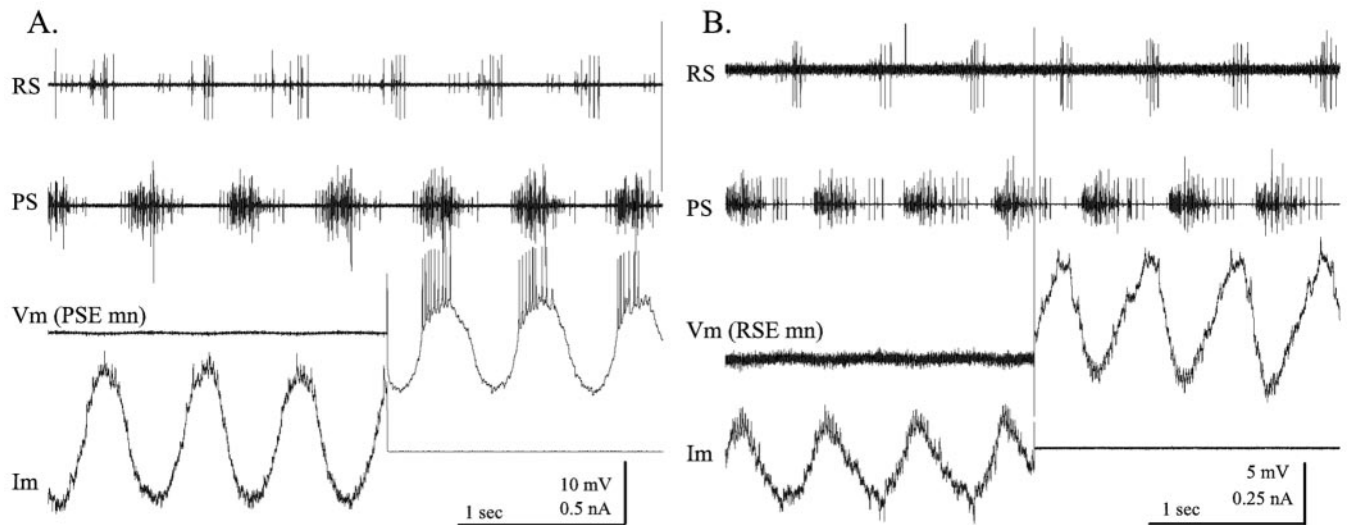 A.
RS
PS
Vm (PSE mn)
Im
10 mV
0.5 nA
1 sec
B.
RS
PS
Vm (RSE mn)
Im
5 mV
0.25 nA
1 sec